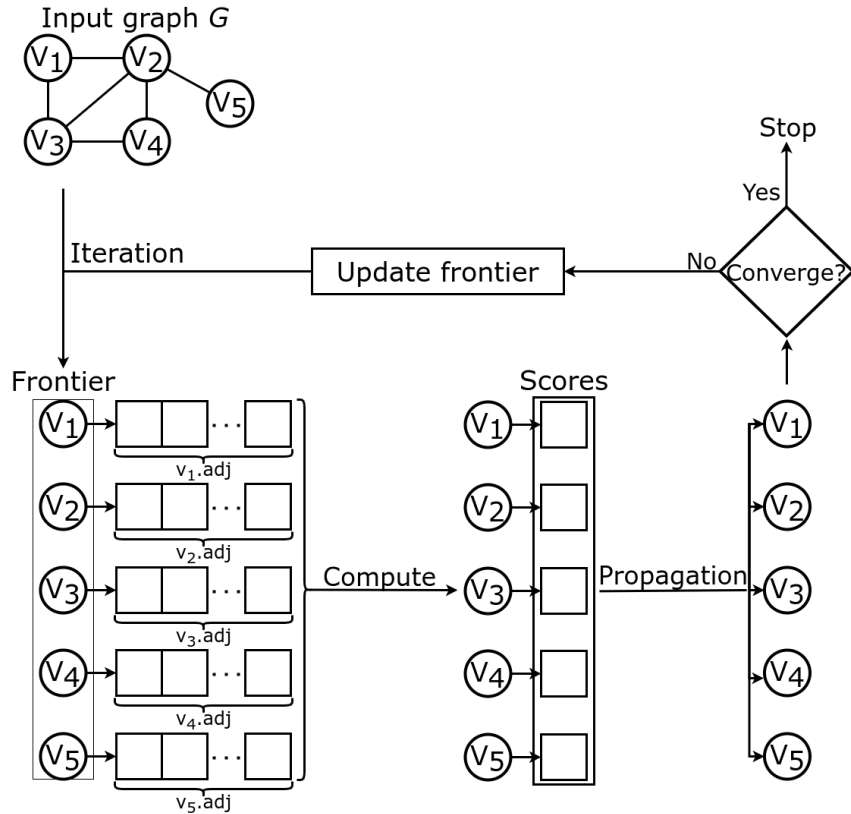 Input graph G
V1 V2
V5
V3 V4
Stop
Yes
Iteration
Update frontier
No
Converge?
Frontier
Scores
V1
...
v1.adj
V1
V1
V2
...
v2.adj
V2
V2
V3
...
v3.adj
Compute
V3
Propagation
V3
V4
...
v4.adj
V4
V4
V5
...
v5.adj
V5
V5